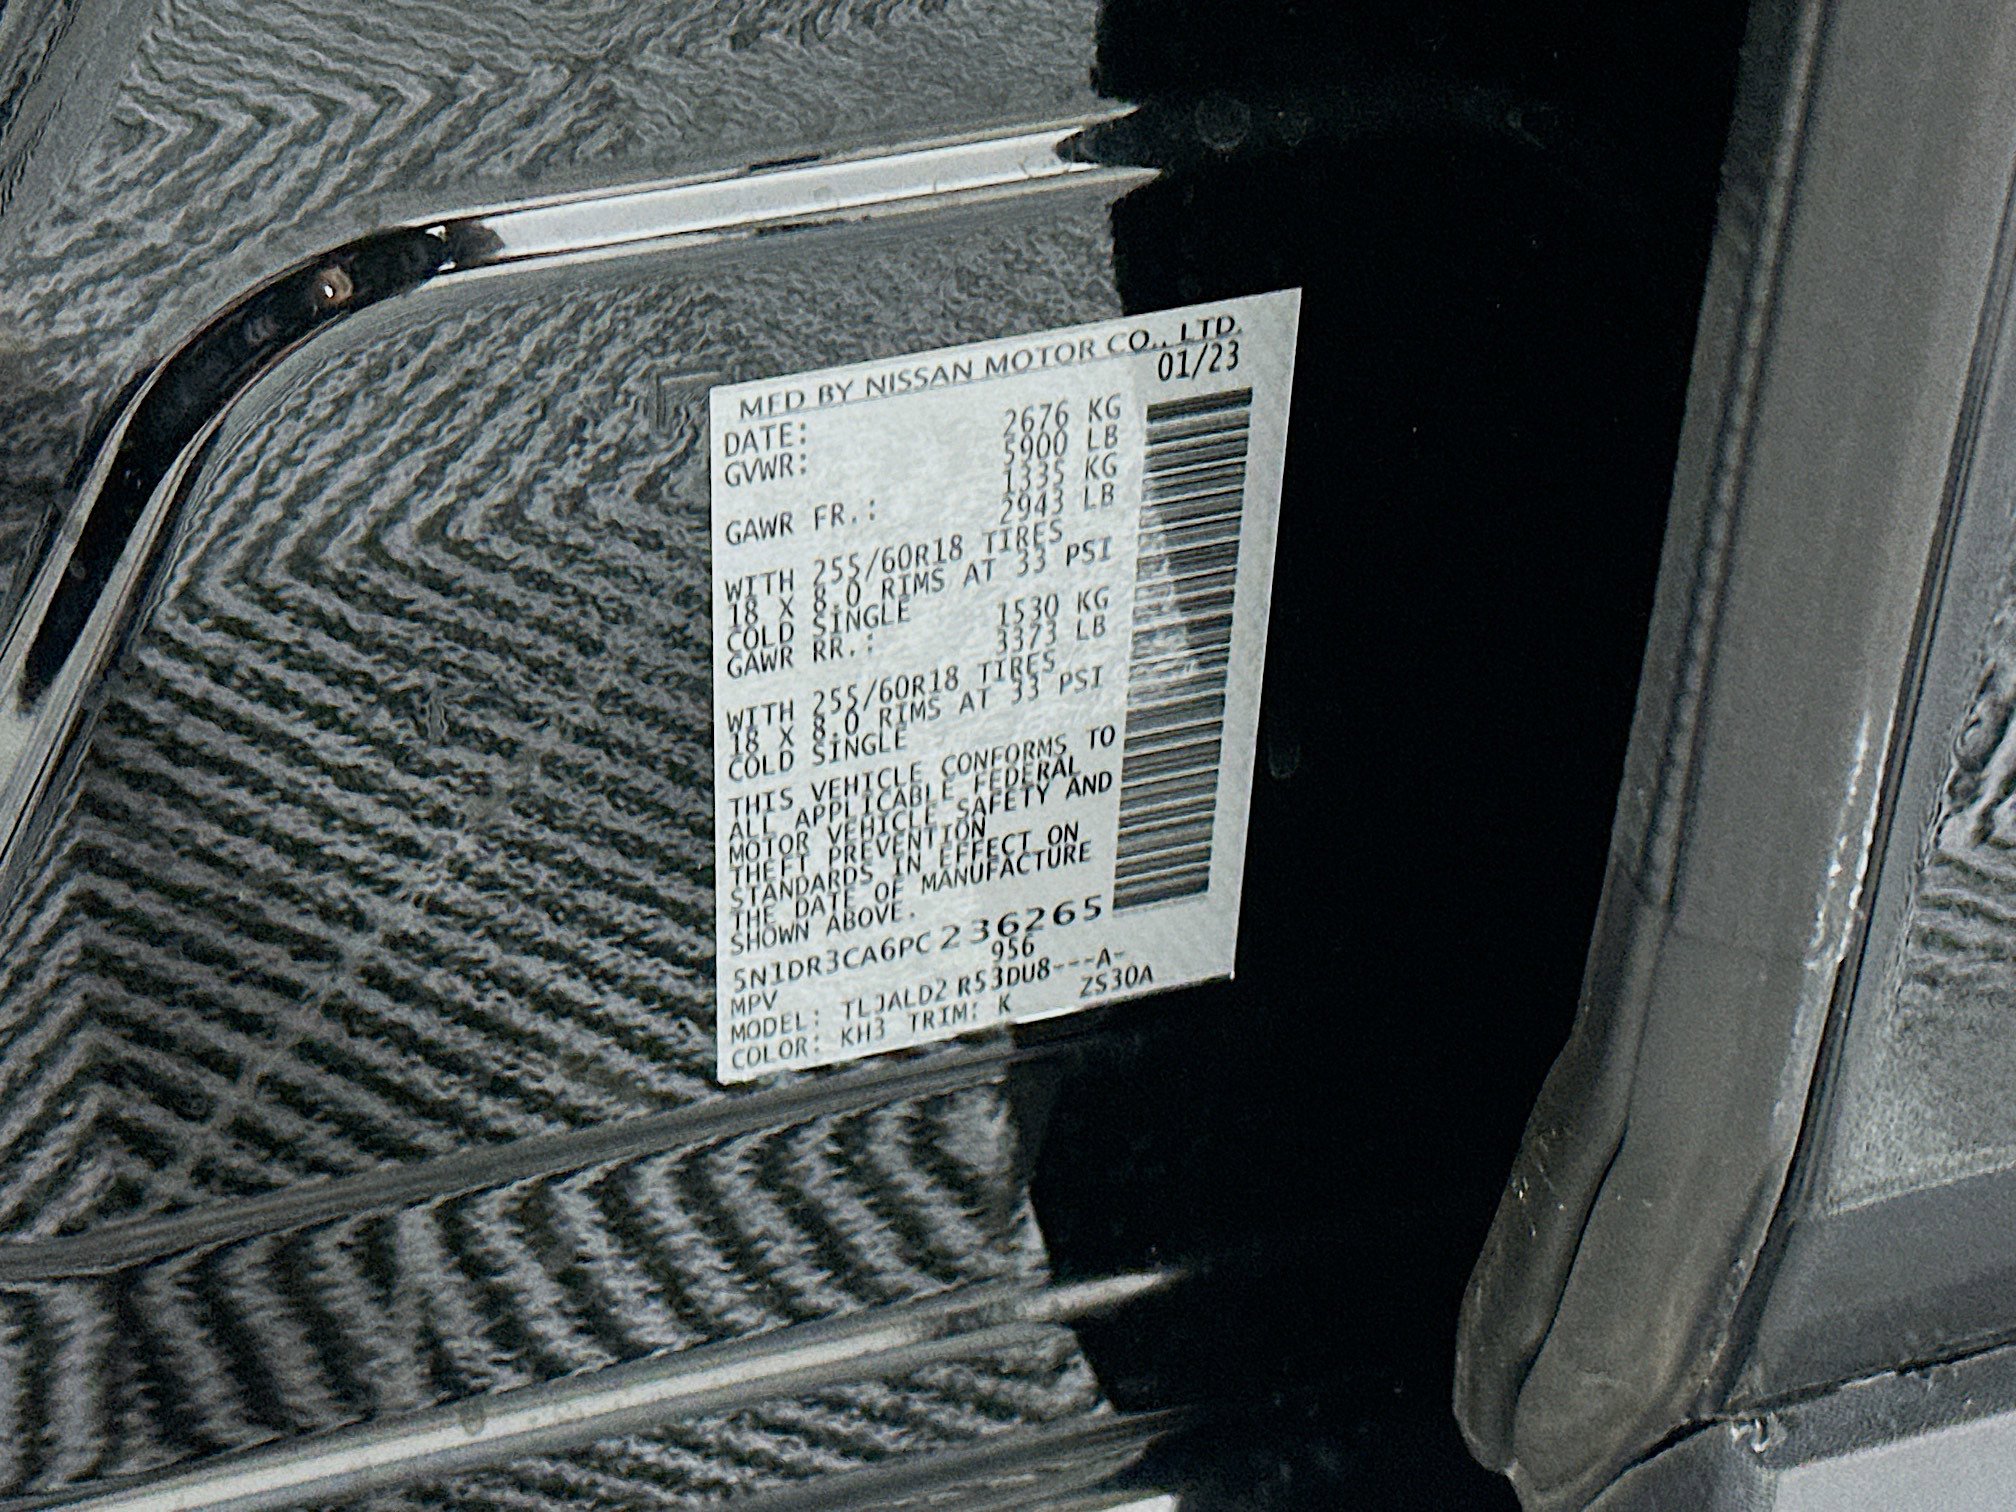 MFD BY NISSAN MOTOR CO., LTD.
DATE: 01/23
GVWR: 2676 KG
5900 LB
GAWR FR.: 1335 KG
2943 LB
WITH 255/60R18 TIRES
18 X 8.0 RIMS AT 33 PSI
COLD SINGLE
GAWR RR.: 1530 KG
3373 LB
WITH 255/60R18 TIRES
18 X 8.0 RIMS AT 33 PSI
COLD SINGLE
THIS VEHICLE CONFORMS TO
ALL APPLICABLE FEDERAL
MOTOR VEHICLE SAFETY AND
THEFT PREVENTION
STANDARDS IN EFFECT ON
THE DATE OF MANUFACTURE
SHOWN ABOVE.
5N1DR3CA6PC236265
MPV 956
MODEL: TLJALD2 R53DU8---A-
COLOR: KH3 TRIM: K ZS30A